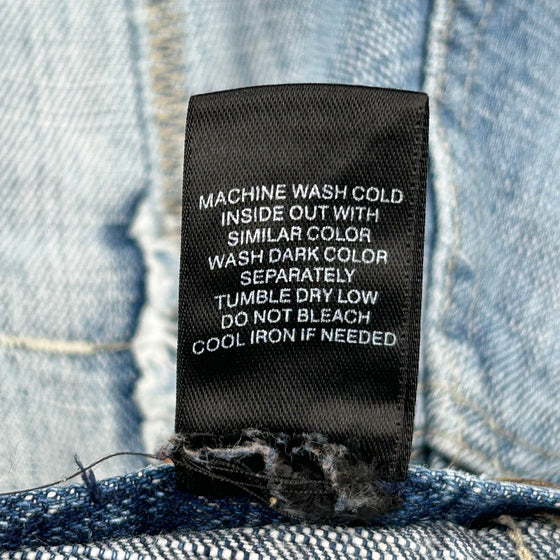 MACHINE WASH COLD
INSIDE OUT WITH
SIMILAR COLOR
WASH DARK COLOR
SEPARATELY
TUMBLE DRY LOW
DO NOT BLEACH
COOL IRON IF NEEDED